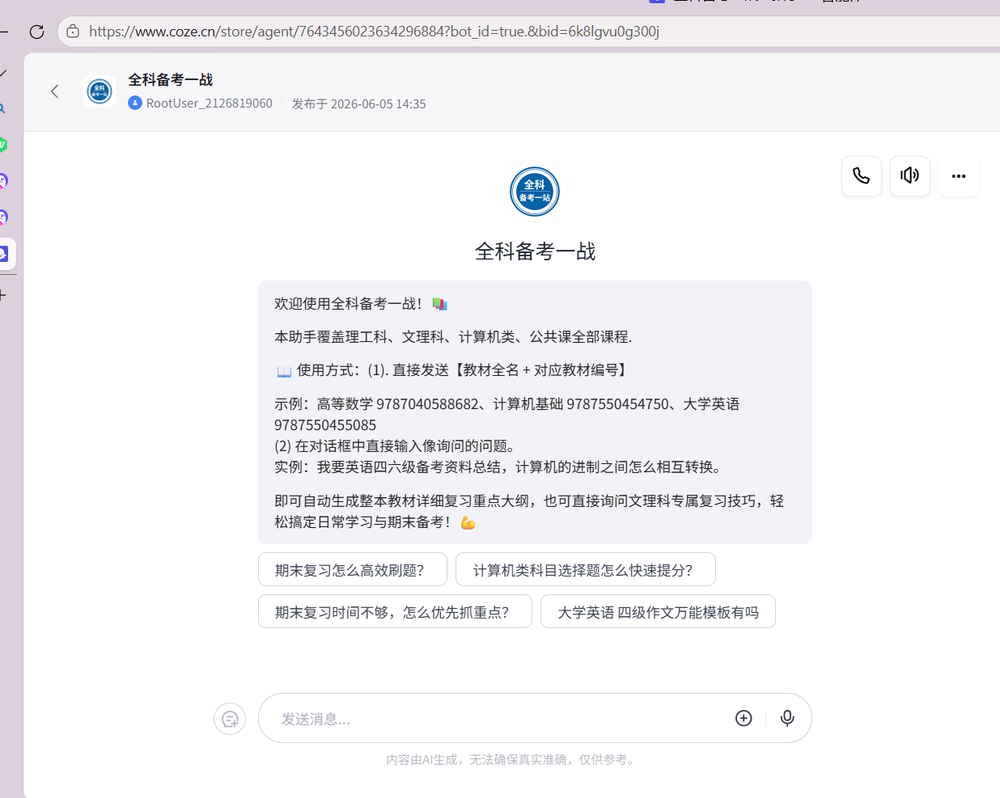 https://www.coze.cn/store/agent/7643456023634296884?bot_id=true.&bid=6k8lgvu0g300j
全科备考一战
全科
备考一站
RootUser_2126819060
发布于 2026-06-05 14:35
全科
备考一站
全科备考一战
欢迎使用全科备考一战！
本助手覆盖理工科、文理科、计算机类、公共课全部课程.
使用方式：(1). 直接发送【教材全名 + 对应教材编号】
示例：高等数学 9787040588682、计算机基础 9787550454750、大学英语
9787550455085
(2) 在对话框中直接输入像询问的问题。
实例：我要英语四六级备考资料总结，计算机的进制之间怎么相互转换。
即可自动生成整本教材详细复习重点大纲，也可直接询问文理科专属复习技巧，轻
松搞定日常学习与期末备考！
期末复习怎么高效刷题？
计算机类科目选择题怎么快速提分？
期末复习时间不够，怎么优先抓重点？
大学英语 四级作文万能模板有吗
发送消息...
内容由AI生成，无法确保真实准确，仅供参考。